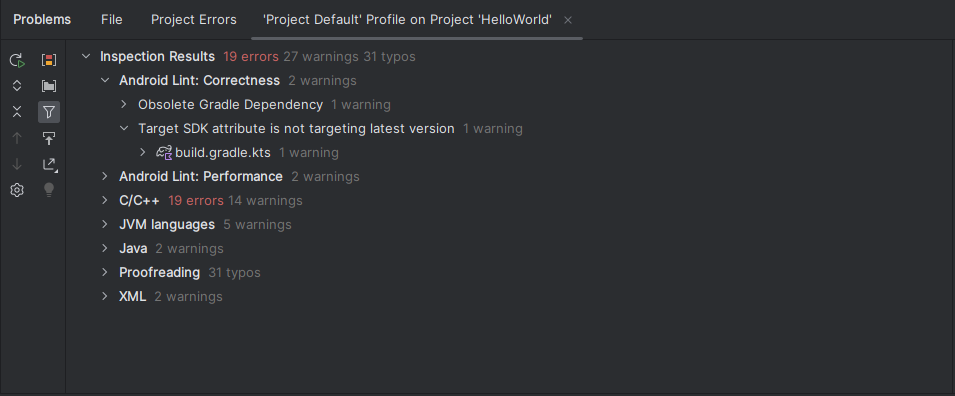 Problems File Project Errors 'Project Default' Profile on Project 'HelloWorld'
Inspection Results 19 errors 27 warnings 31 typos
Android Lint: Correctness 2 warnings
Obsolete Gradle Dependency 1 warning
Target SDK attribute is not targeting latest version 1 warning
build.gradle.kts 1 warning
Android Lint: Performance 2 warnings
C/C++ 19 errors 14 warnings
JVM languages 5 warnings
Java 2 warnings
Proofreading 31 typos
XML 2 warnings